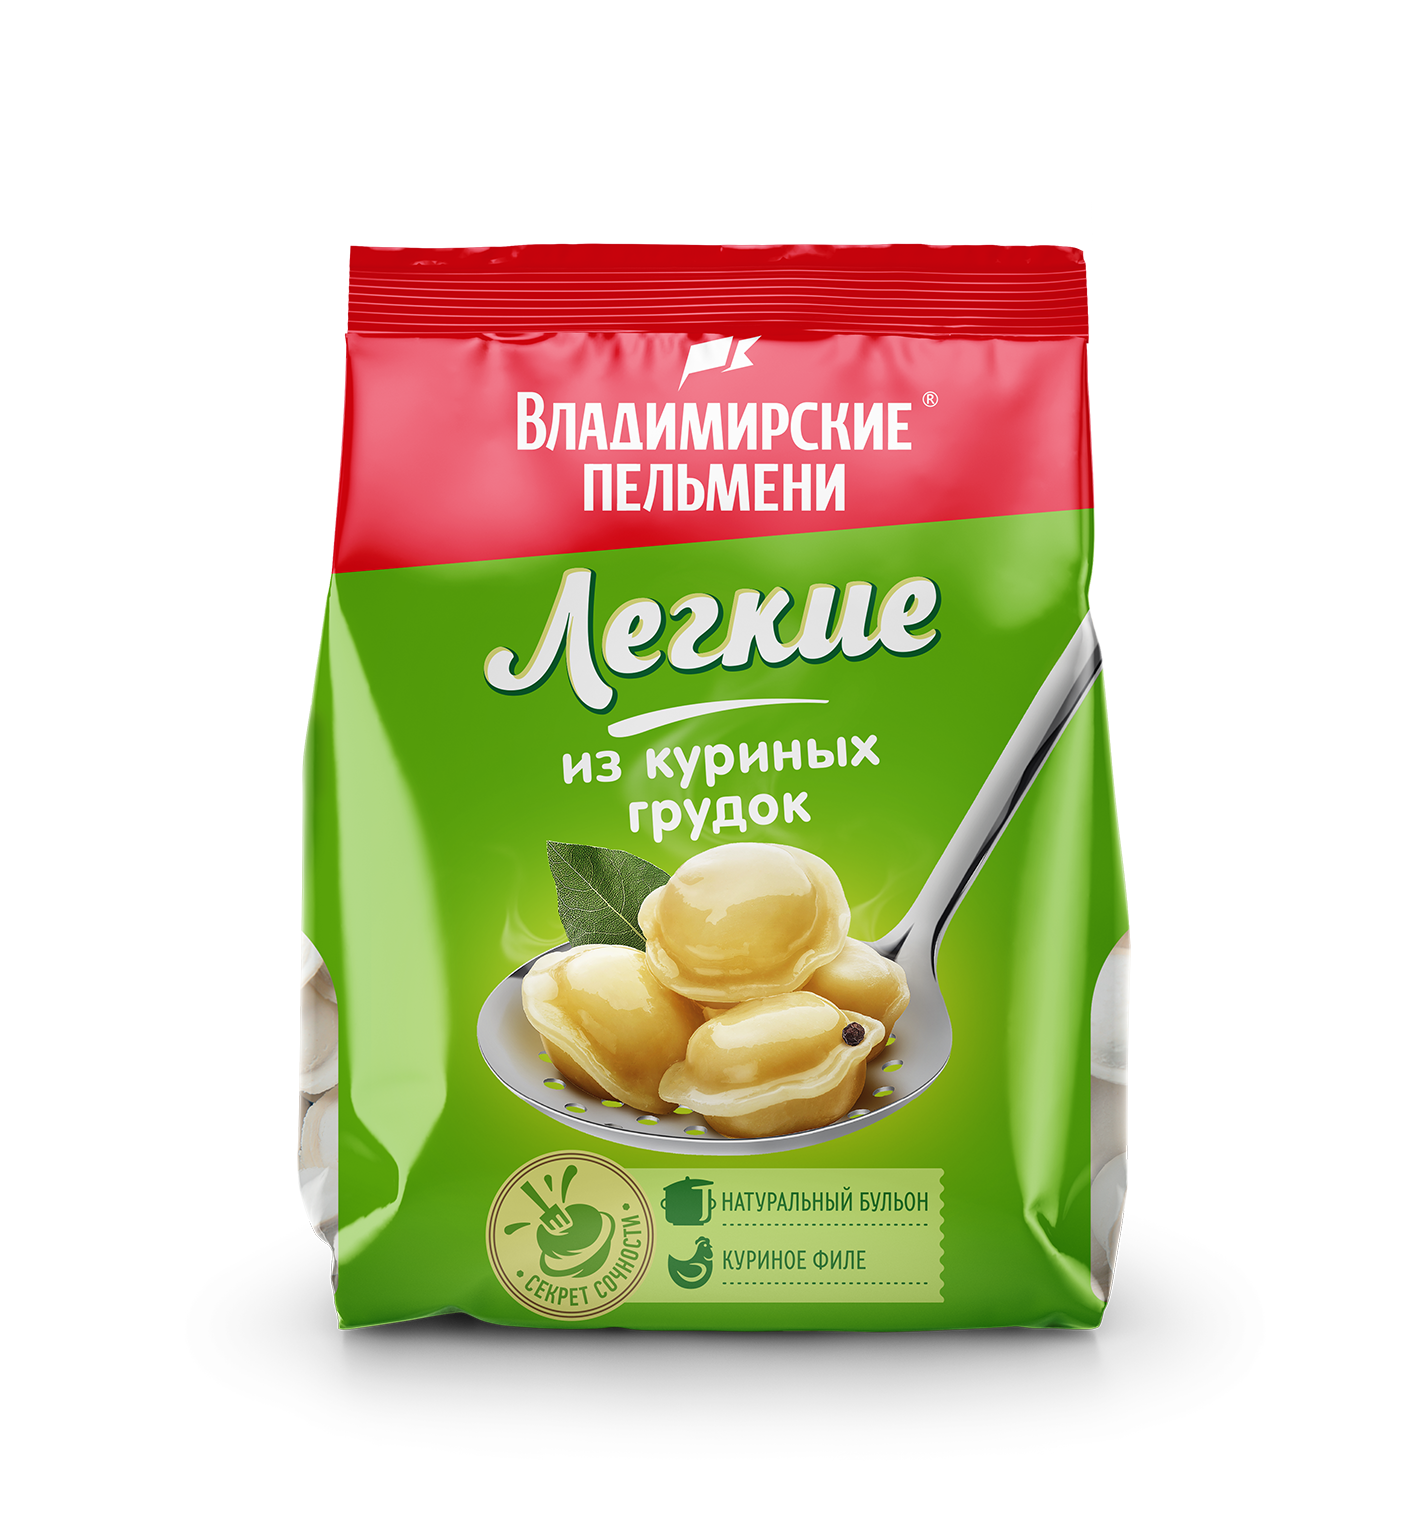 ВЛАДИМИРСКИЕ®
ПЕЛЬМЕНИ
Легкие
из куриных
грудок
НАТУРАЛЬНЫЙ БУЛЬОН
КУРИНОЕ ФИЛЕ
• СЕКРЕТ СОЧНОСТИ •